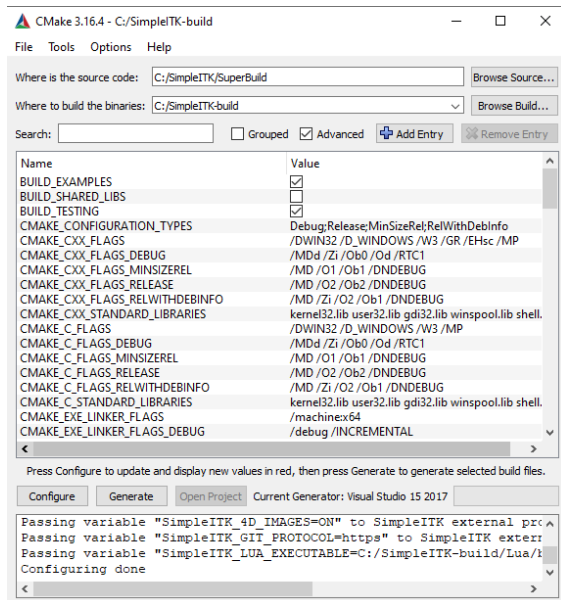 CMake 3.16.4 - C:/SimpleITK-build
File Tools Options Help
Where is the source code: C:/SimpleITK/SuperBuild Browse Source...
Where to build the binaries: C:/SimpleITK-build Browse Build...
Search: Grouped Advanced Add Entry Remove Entry
Name Value
BUILD_EXAMPLES
BUILD_SHARED_LIBS
BUILD_TESTING
CMAKE_CONFIGURATION_TYPES Debug;Release;MinSizeRel;RelWithDebInfo
CMAKE_CXX_FLAGS /DWIN32 /D_WINDOWS /W3 /GR /EHsc /MP
CMAKE_CXX_FLAGS_DEBUG /MDd /Zi /Ob0 /Od /RTC1
CMAKE_CXX_FLAGS_MINSIZEREL /MD /O1 /Ob1 /DNDEBUG
CMAKE_CXX_FLAGS_RELEASE /MD /O2 /Ob2 /DNDEBUG
CMAKE_CXX_FLAGS_RELWITHDEBINFO /MD /Zi /O2 /Ob1 /DNDEBUG
CMAKE_CXX_STANDARD_LIBRARIES kernel32.lib user32.lib gdi32.lib winspool.lib shell.
CMAKE_C_FLAGS /DWIN32 /D_WINDOWS /W3 /MP
CMAKE_C_FLAGS_DEBUG /MDd /Zi /Ob0 /Od /RTC1
CMAKE_C_FLAGS_MINSIZEREL /MD /O1 /Ob1 /DNDEBUG
CMAKE_C_FLAGS_RELEASE /MD /O2 /Ob2 /DNDEBUG
CMAKE_C_FLAGS_RELWITHDEBINFO /MD /Zi /O2 /Ob1 /DNDEBUG
CMAKE_C_STANDARD_LIBRARIES kernel32.lib user32.lib gdi32.lib winspool.lib shell.
CMAKE_EXE_LINKER_FLAGS /machine:x64
CMAKE_EXE_LINKER_FLAGS_DEBUG /debug /INCREMENTAL
Press Configure to update and display new values in red, then press Generate to generate selected build files.
Configure Generate Open Project Current Generator: Visual Studio 15 2017
Passing variable "SimpleITK_4D_IMAGES=ON" to SimpleITK external pro
Passing variable "SimpleITK_GIT_PROTOCOL=https" to SimpleITK extern
Passing variable "SimpleITK_LUA_EXECUTABLE=C:/SimpleITK-build/Lua/b
Configuring done